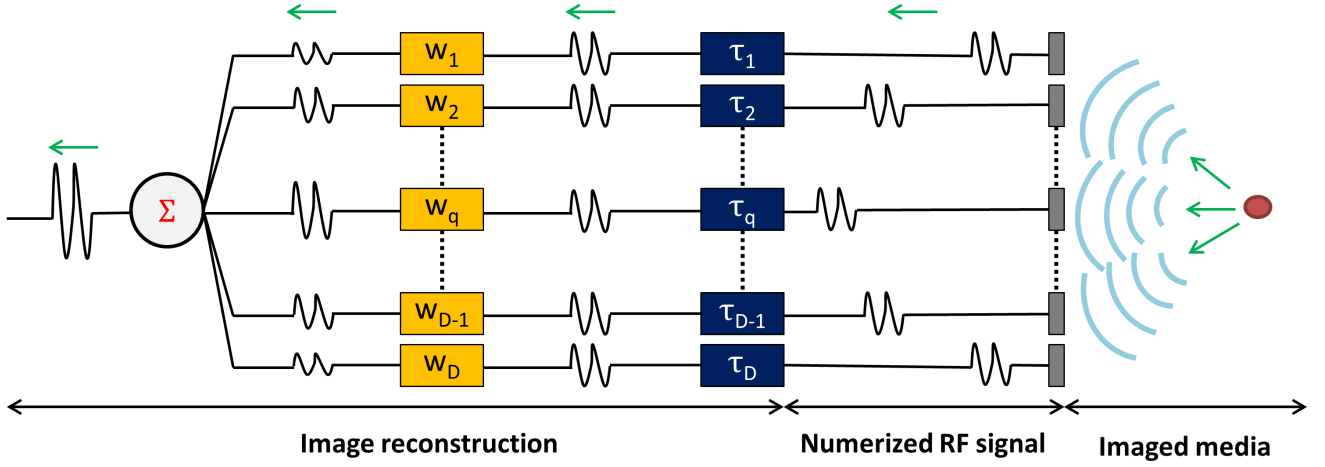 w1 τ1
w2 τ2
Σ wq τq
wD-1 τD-1
wD τD
Image reconstruction Numerized RF signal Imaged media